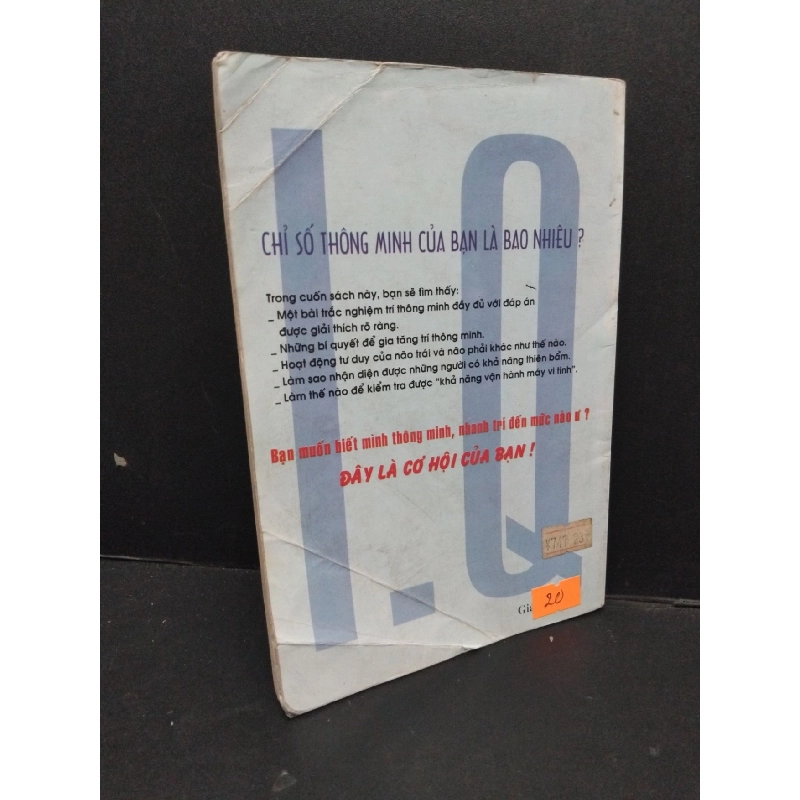 I.Q
CHỈ SỐ THÔNG MINH CỦA BẠN LÀ BAO NHIÊU ?
Trong cuốn sách này, bạn sẽ tìm thấy:
_ Một bài trắc nghiệm trí thông minh đầy đủ với đáp án
được giải thích rõ ràng.
_ Những bí quyết để gia tăng trí thông minh.
_ Hoạt động tư duy của não trái và não phải khác như thế nào.
_ Làm sao nhận diện được những người có khả năng thiên bẩm.
_ Làm thế nào để kiểm tra được "khả năng vận hành máy vi tính".
Bạn muốn biết mình thông minh, nhanh trí đến mức nào ư ?
ĐÂY LÀ CƠ HỘI CỦA BẠN !
Gi
20